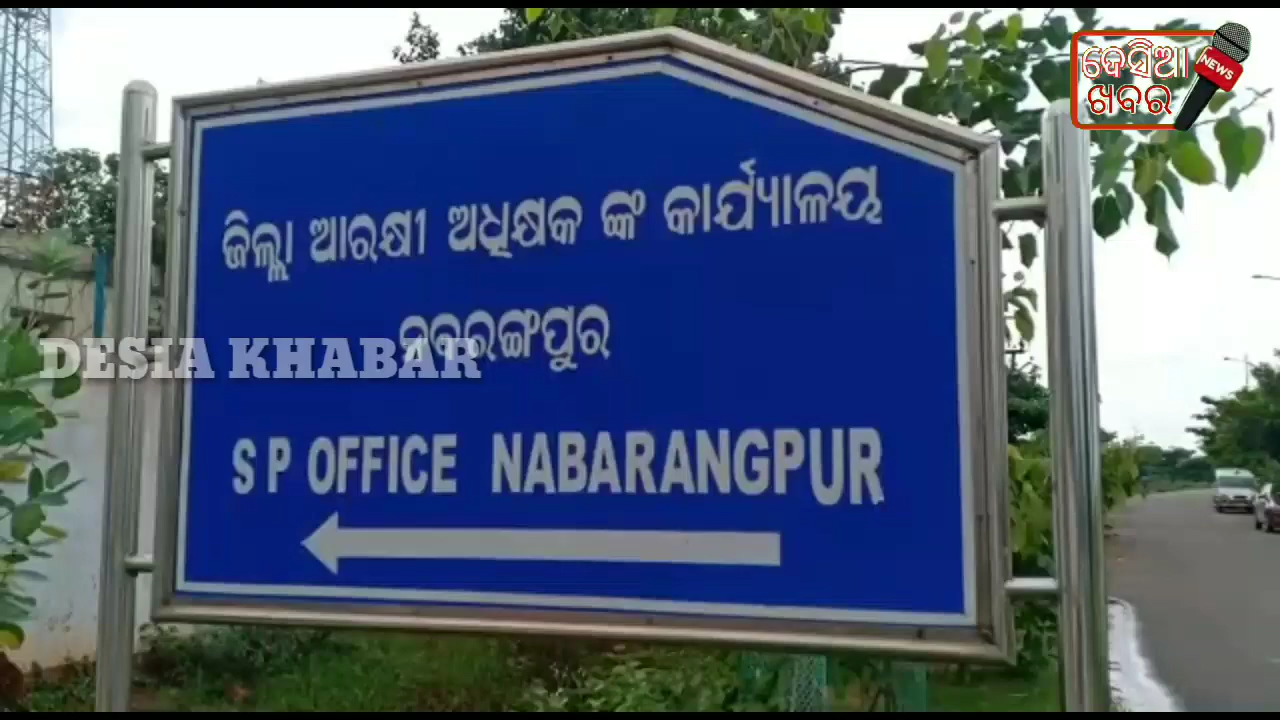 ଦେସିଆ
NEWS
ଖବର
ଜିଲ୍ଲା ଆରକ୍ଷୀ ଅଧିକ୍ଷକ ଙ୍କ କାର୍ଯ୍ୟାଳୟ
ନବରଙ୍ଗପୁର
DESIA KHABAR
S P OFFICE NABARANGPUR